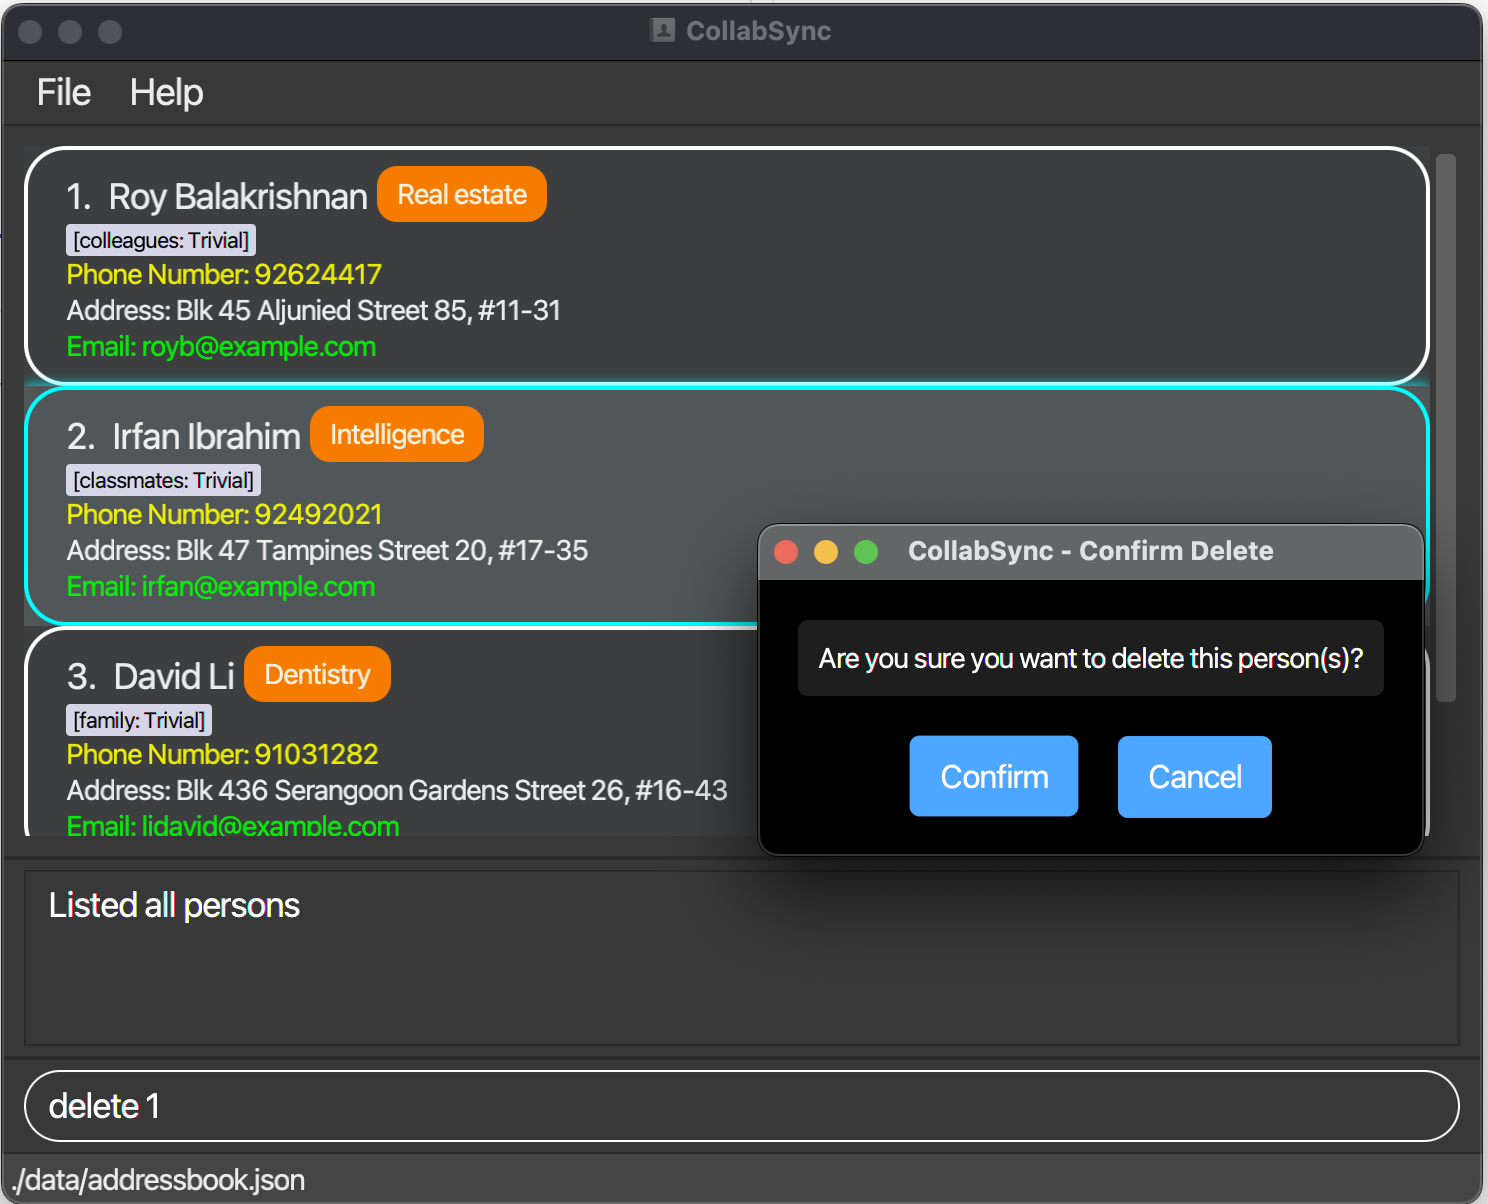 CollabSync
File Help
1. Roy Balakrishnan Real estate
[colleagues: Trivial]
Phone Number: 92624417
Address: Blk 45 Aljunied Street 85, #11-31
Email: royb@example.com
2. Irfan Ibrahim Intelligence
[classmates: Trivial]
Phone Number: 92492021
Address: Blk 47 Tampines Street 20, #17-35
Email: irfan@example.com
3. David Li Dentistry
[family: Trivial]
Phone Number: 91031282
Address: Blk 436 Serangoon Gardens Street 26, #16-43
Email: lidavid@example.com
CollabSync - Confirm Delete
Are you sure you want to delete this person(s)?
Confirm Cancel
Listed all persons
delete 1
./data/addressbook.json